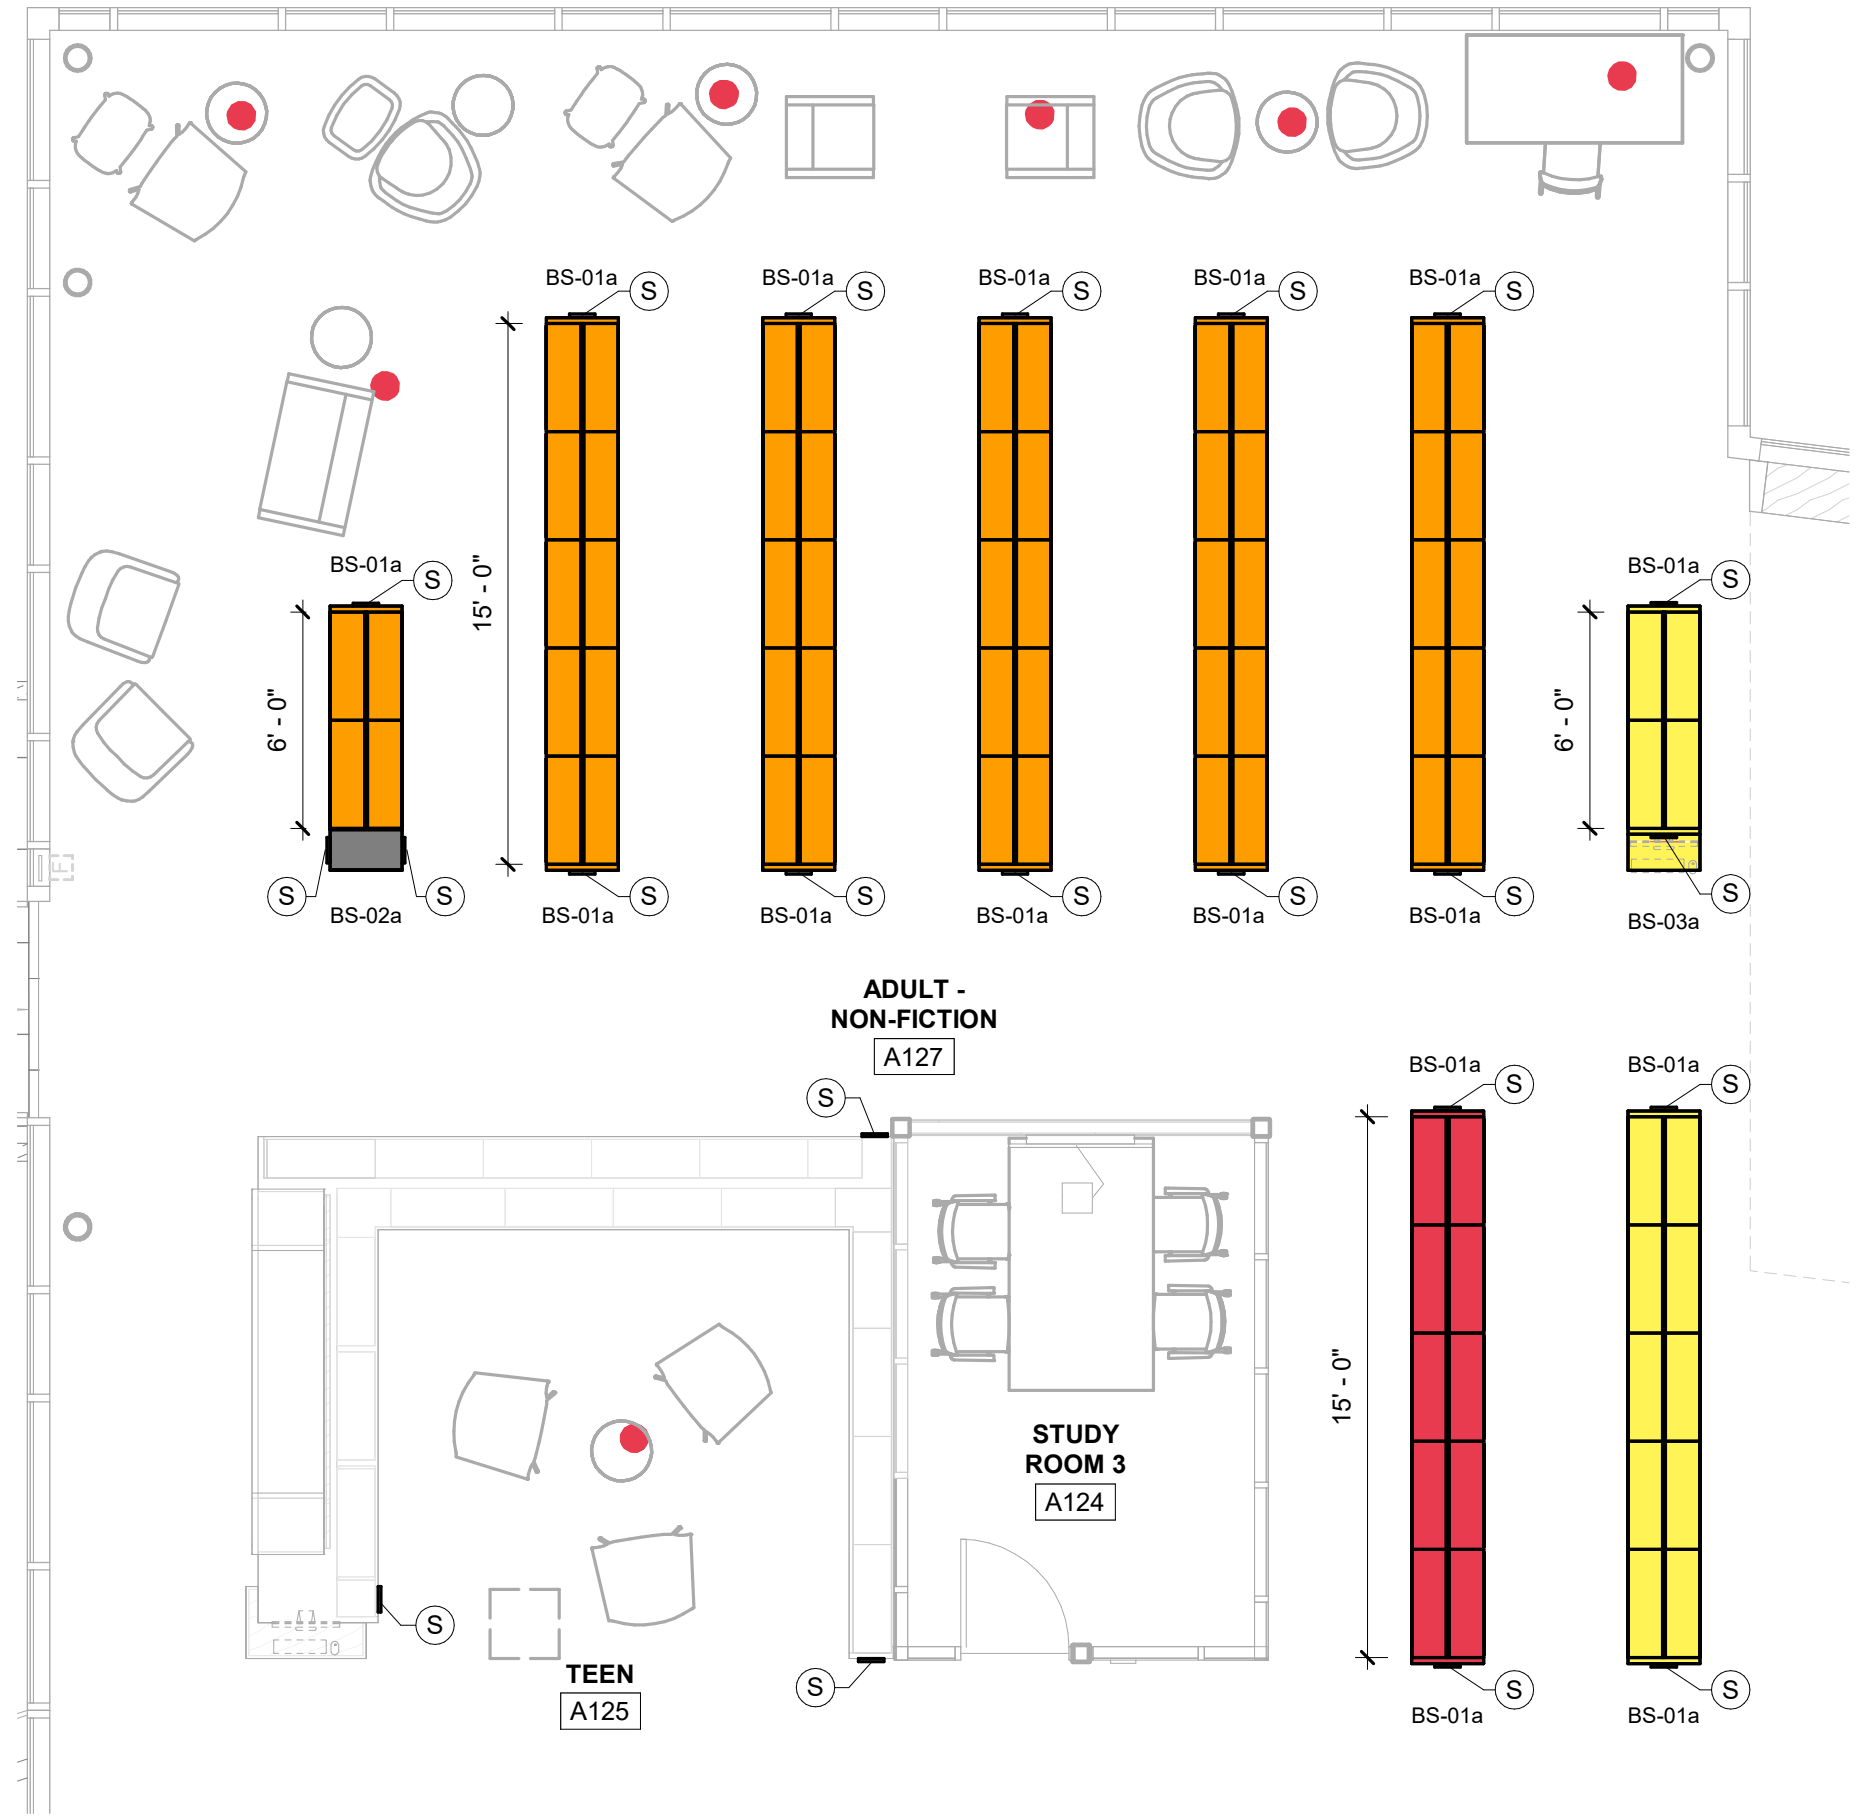 BS-01a S BS-01a S BS-01a S BS-01a S BS-01a S
15' - 0"
BS-01a S
BS-01a S
6' - 0"
6' - 0"
S BS-02a S
BS-01a S BS-01a S BS-01a S BS-01a S BS-01a S
BS-03a S
ADULT -
NON-FICTION
A127
BS-01a S BS-01a S
S
15' - 0"
STUDY
ROOM 3
A124
S
TEEN
A125
S
BS-01a S BS-01a S